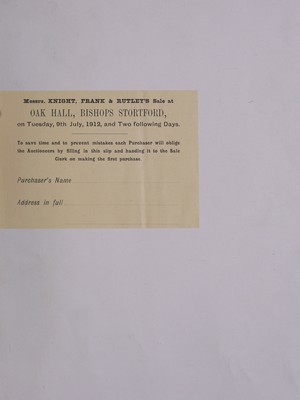 Messrs. KNIGHT, FRANK & RUTLEY'S Sale at
OAK HALL, BISHOPS STORTFORD,
on Tuesday, 9th July, 1912, and Two following Days.
To save time and to prevent mistakes each Purchaser will oblige
the Auctioneers by filling in this slip and handing it to the Sale
Clerk on making the first purchase.
Purchaser's Name
Address in full